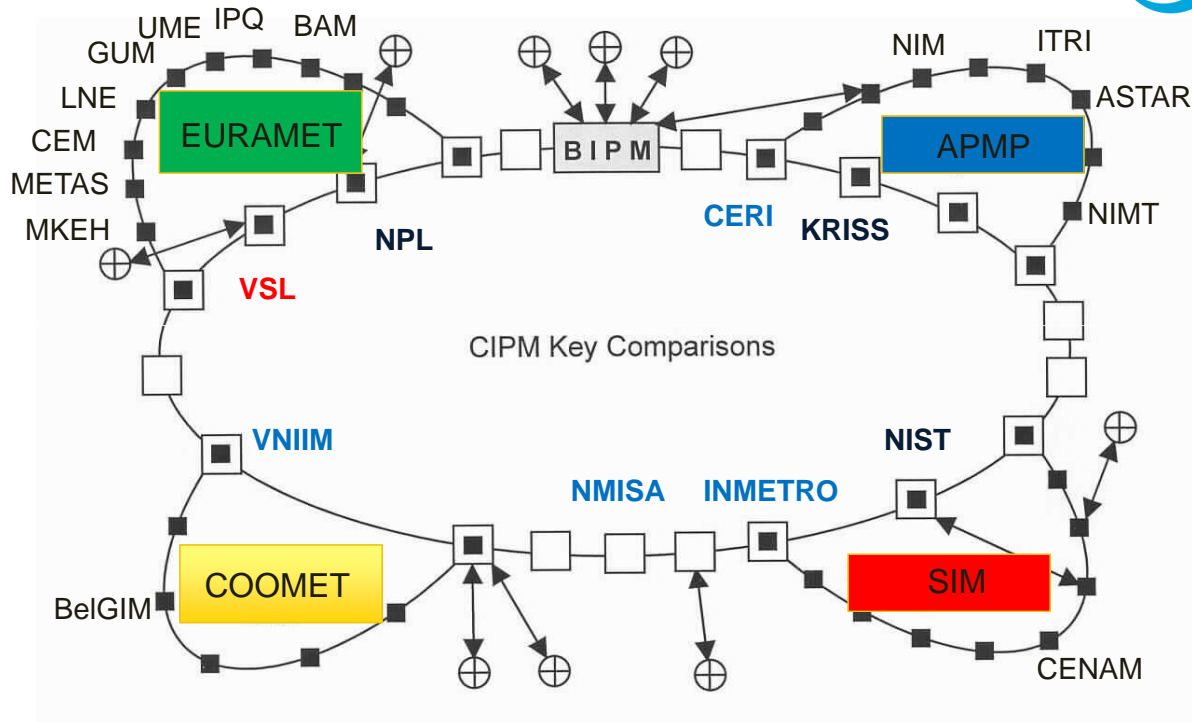 UME IPQ BAM
GUM
LNE
CEM
METAS
MKEH
EURAMET
NIM
ITRI
ASTAR
NIMT
APMP
BIPM
CERI
KRISS
NPL
VSL
CIPM Key Comparisons
VNIIM
NMISA
INMETRO
NIST
COOMET
SIM
BelGIM
CENAM